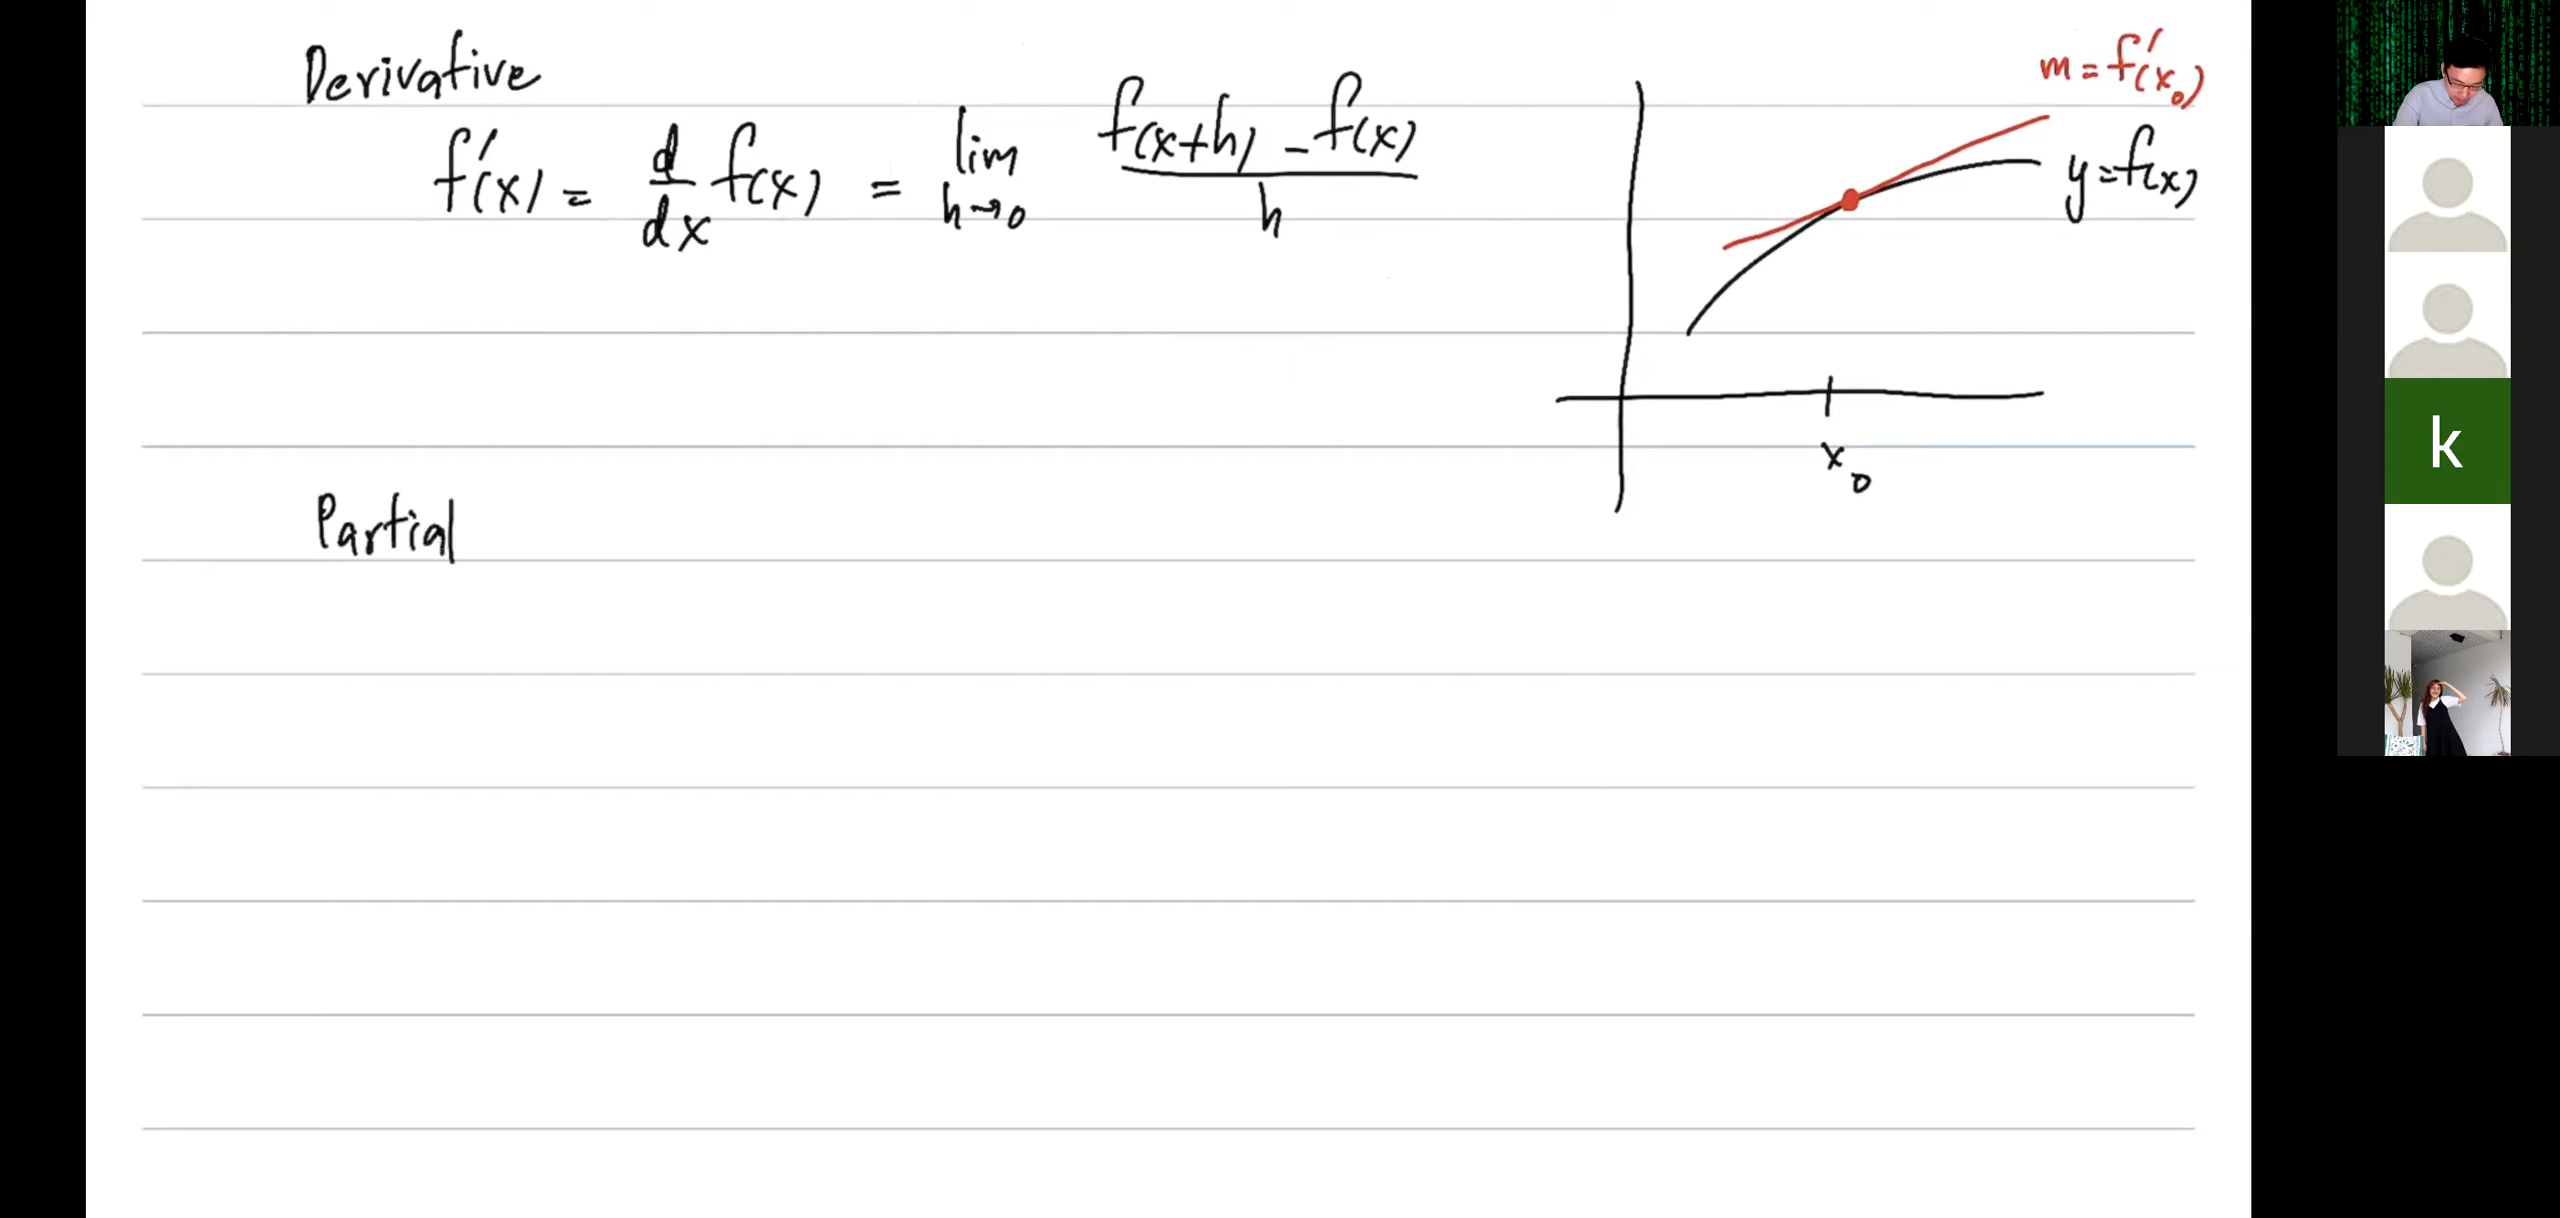 Derivative
f'(x) = d/dx f(x) = lim h→0 (f(x+h) - f(x))/h
m = f'(x₀)
y = f(x)
x₀
Partial
k